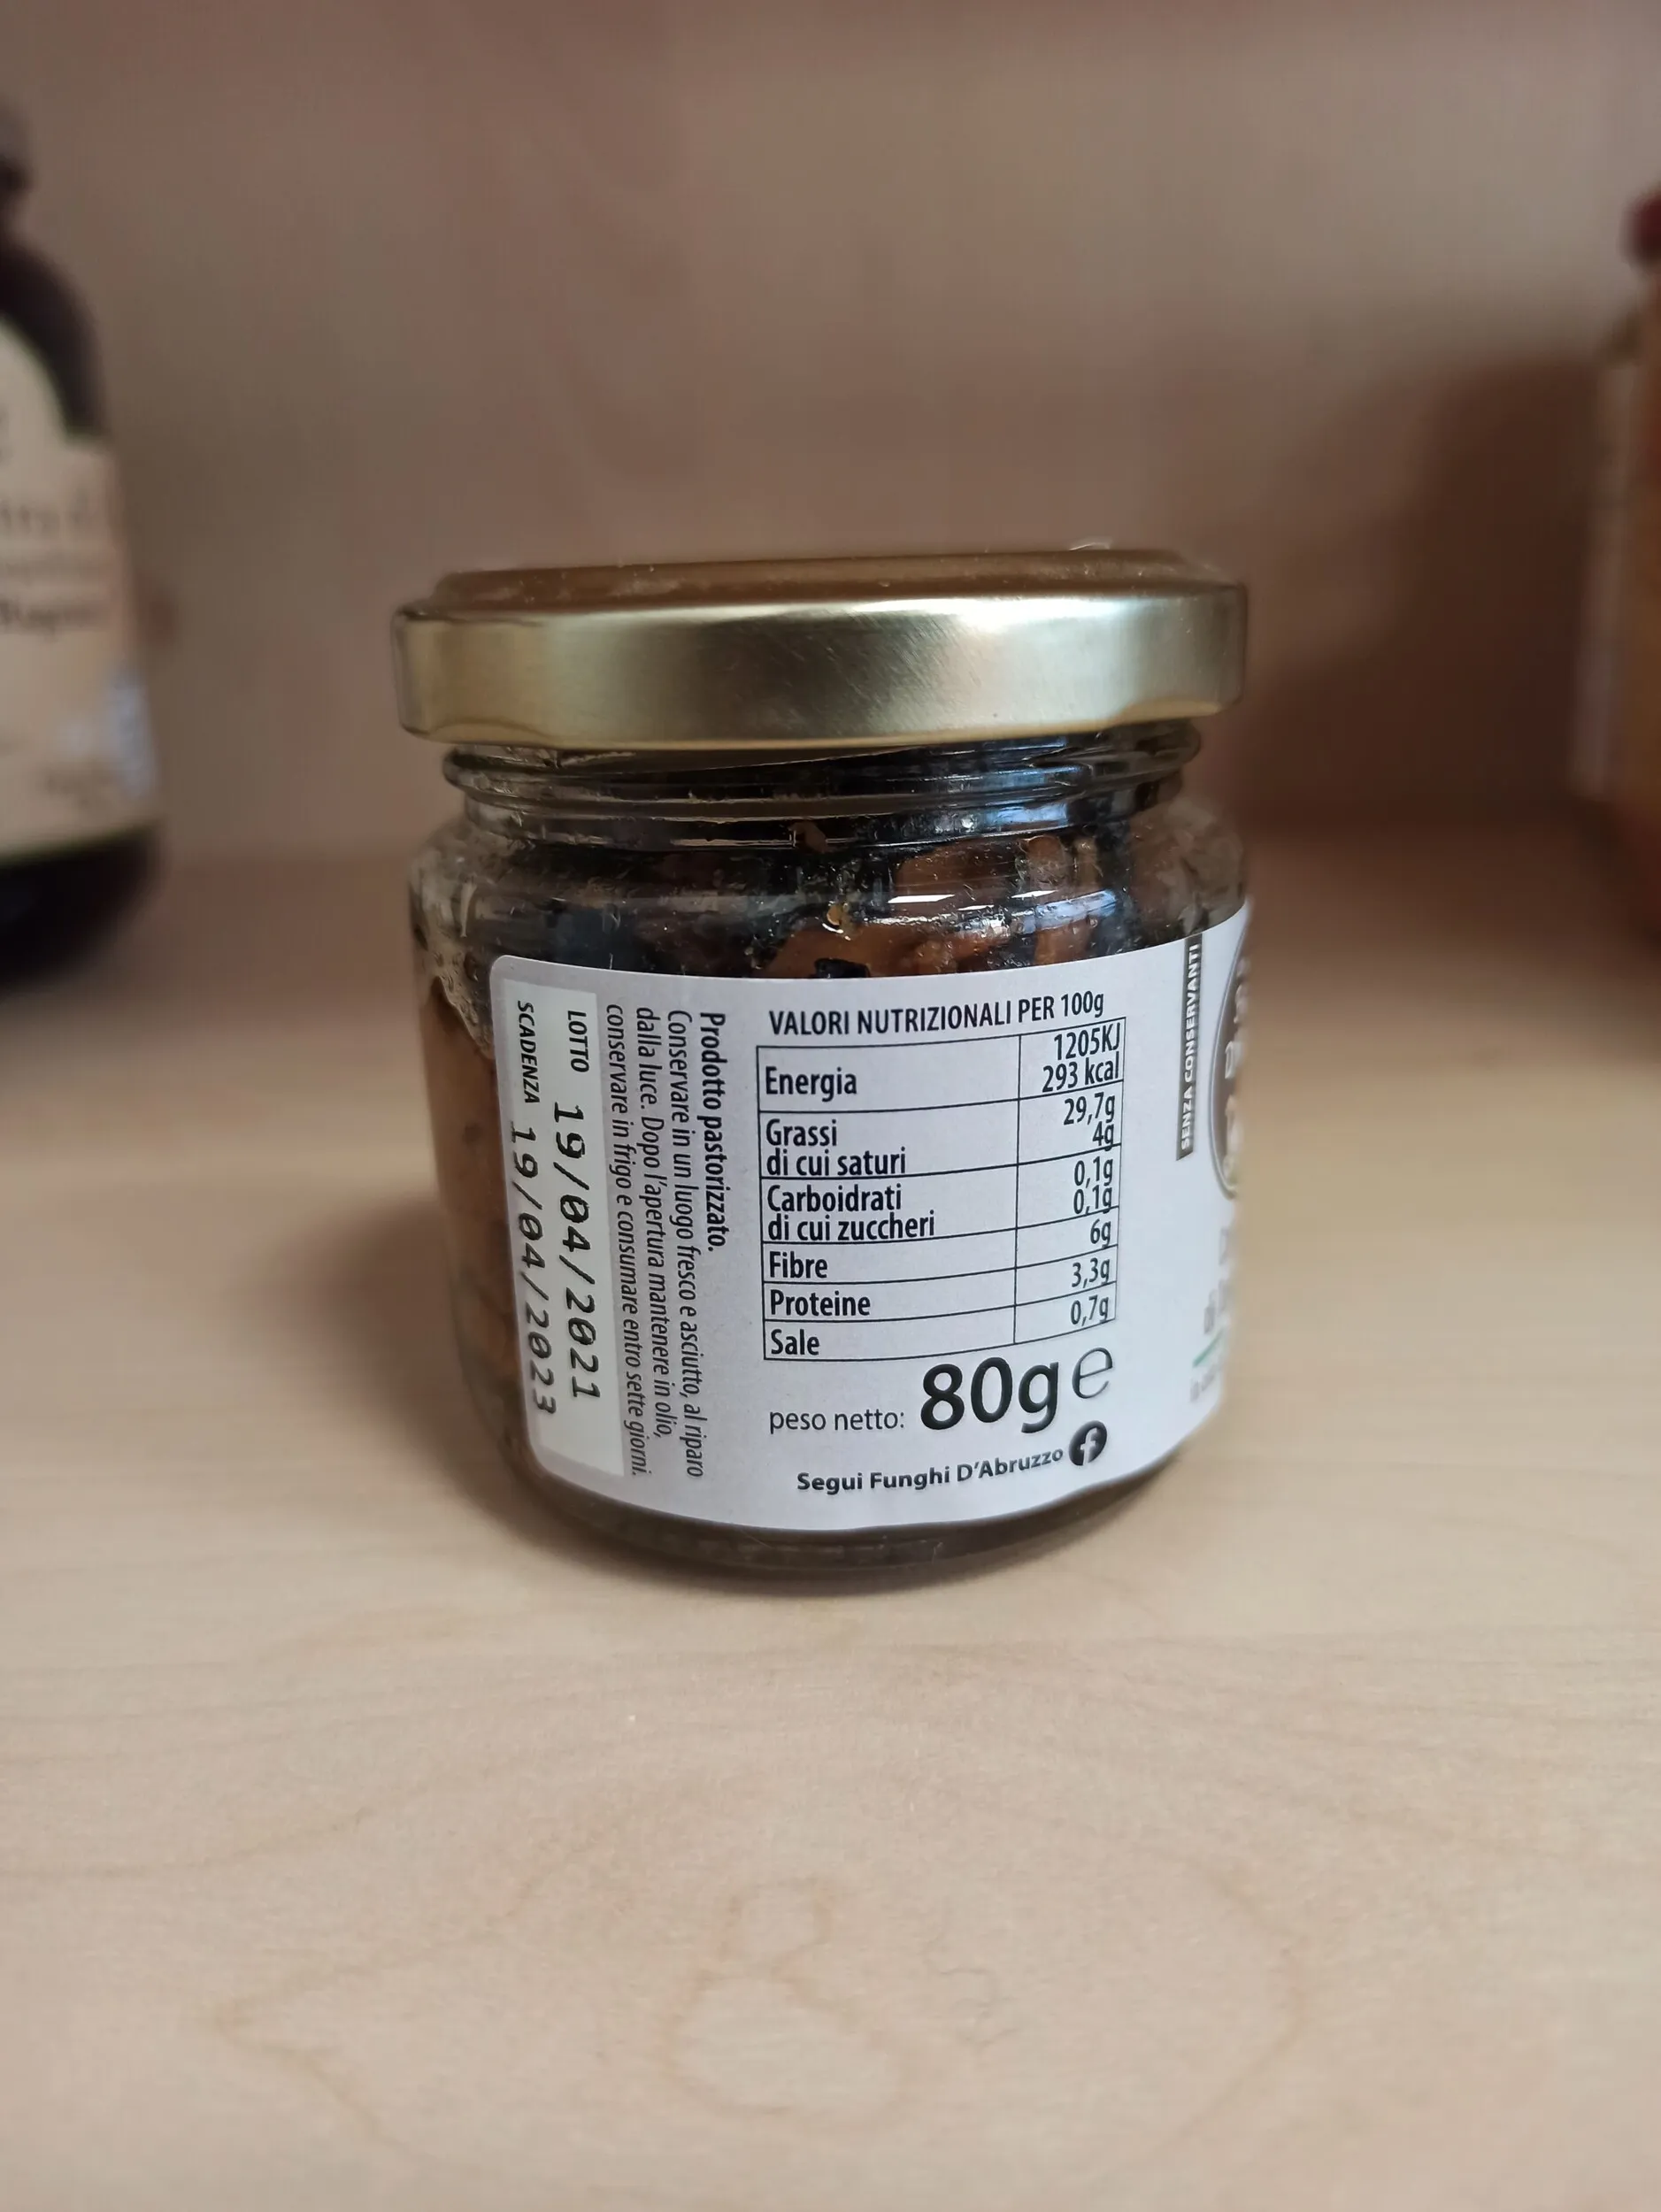 VALORI NUTRIZIONALI PER 100g
Energia 1205KJ
293 kcal
Grassi 29,7g
di cui saturi 4g
Carboidrati 0,1g
di cui zuccheri 0,1g
Fibre 6g
Proteine 3,3g
Sale 0,7g
peso netto: 80g e
Segui Funghi D'Abruzzo f
Prodotto pastorizzato.
Conservare in un luogo fresco e asciutto, al riparo
dalla luce. Dopo l'apertura mantenere in olio,
conservare in frigo e consumare entro sette giorni.
LOTTO 19/04/2021
SCADENZA 19/04/2023
SENZA CONSERVANTI